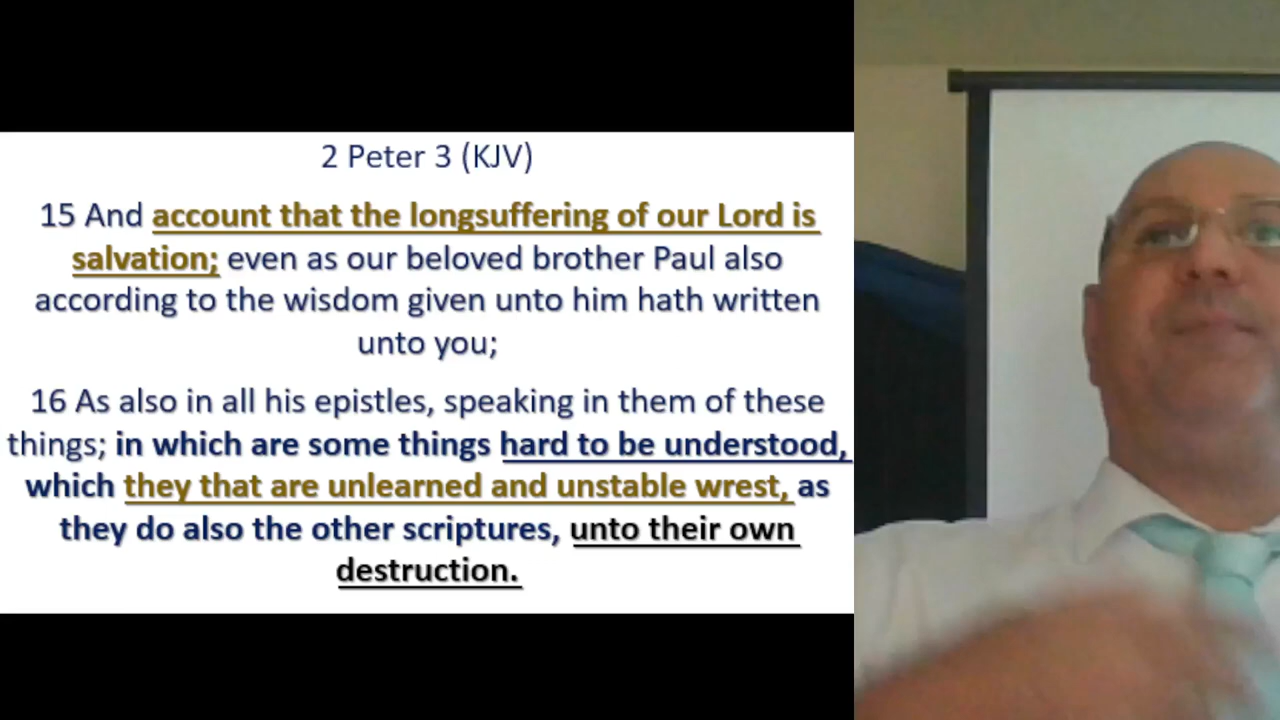 2 Peter 3 (KJV)
15 And account that the longsuffering of our Lord is
salvation; even as our beloved brother Paul also
according to the wisdom given unto him hath written
unto you;
16 As also in all his epistles, speaking in them of these
things; in which are some things hard to be understood,
which they that are unlearned and unstable wrest, as
they do also the other scriptures, unto their own
destruction.